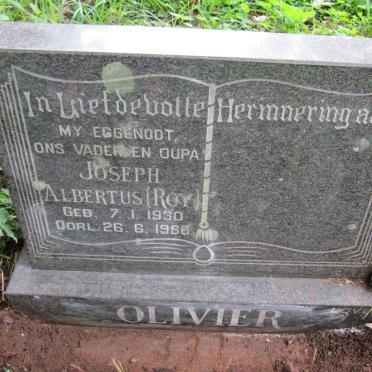 In Liefdevolle Herinnering aa
MY EGGENOOT,
ONS VADER EN OUPA
JOSEPH
ALBERTUS (ROY)
GEB. 7. 1. 1930
OORL. 26. 6. 1986
OLIVIER